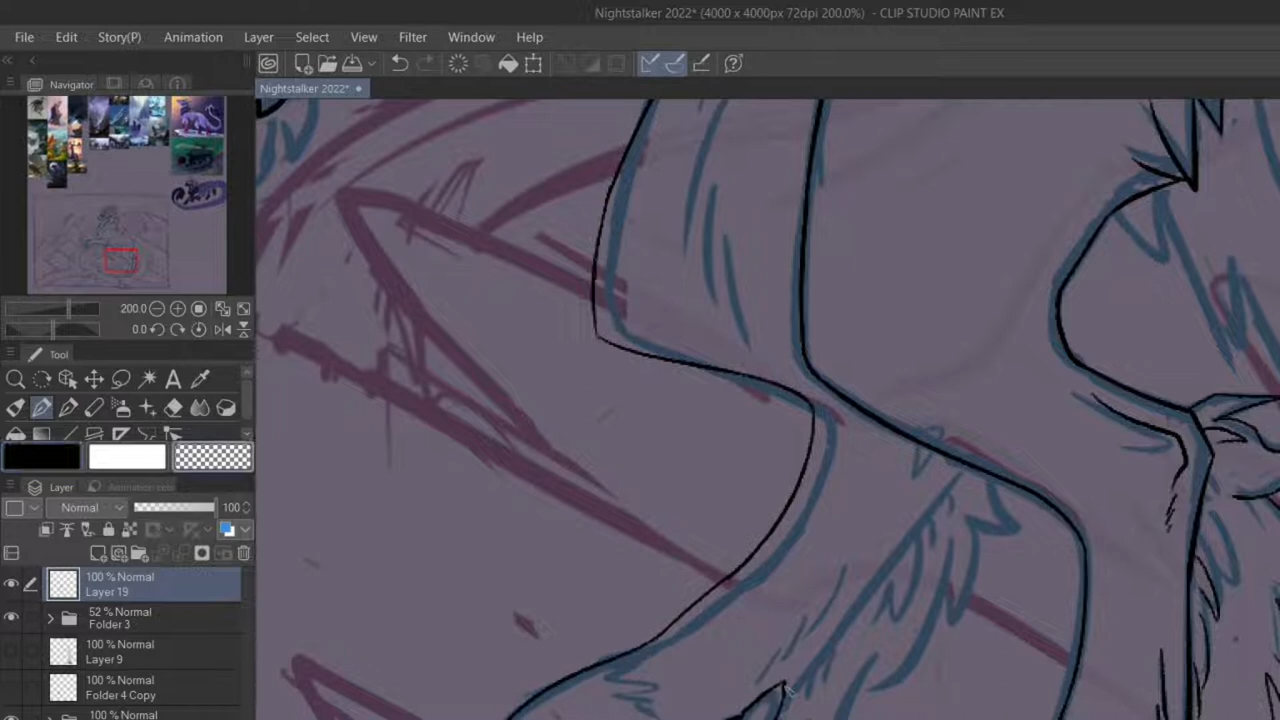 Nightstalker 2022* (4000 x 4000px 72dpi 200.0%) - CLIP STUDIO PAINT EX
File Edit Story(P) Animation Layer Select View Filter Window Help
Navigator
Nightstalker 2022*
200.0
0.0
Tool
Layer
Normal 100
100 % Normal
Layer 19
52 % Normal
Folder 3
100 % Normal
Layer 9
100 % Normal
Folder 4 Copy
100 % Normal